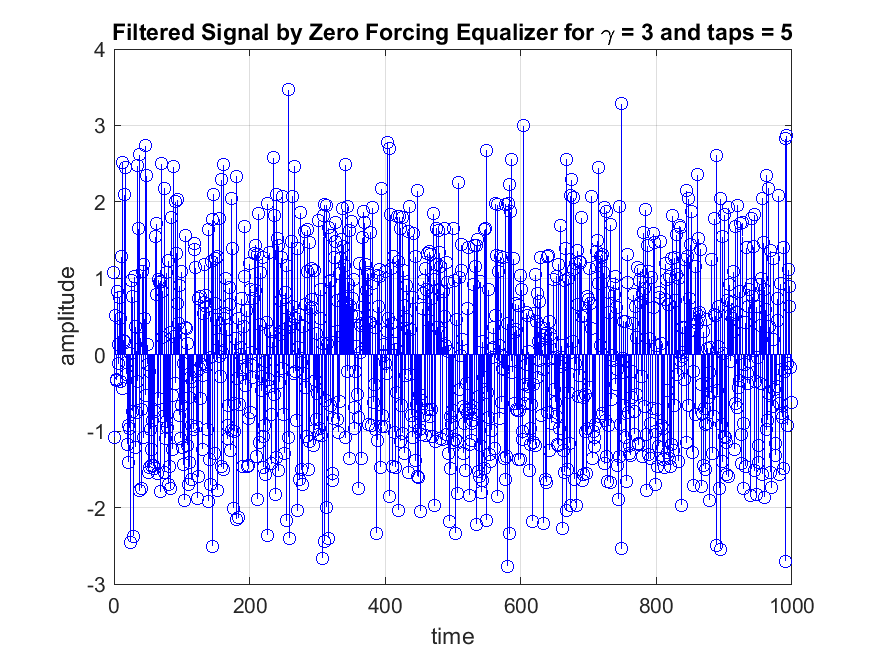 Filtered Signal by Zero Forcing Equalizer for γ = 3 and taps = 5
4
3
2
1
0
-1
-2
-3
amplitude
0 200 400 600 800 1000
time